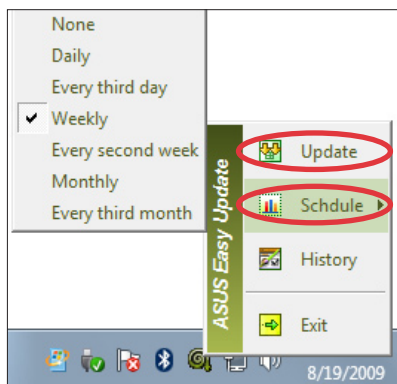 None
Daily
Every third day
Weekly
Every second week
Monthly
Every third month
ASUS Easy Update
Update
Schdule
History
Exit
8/19/2009